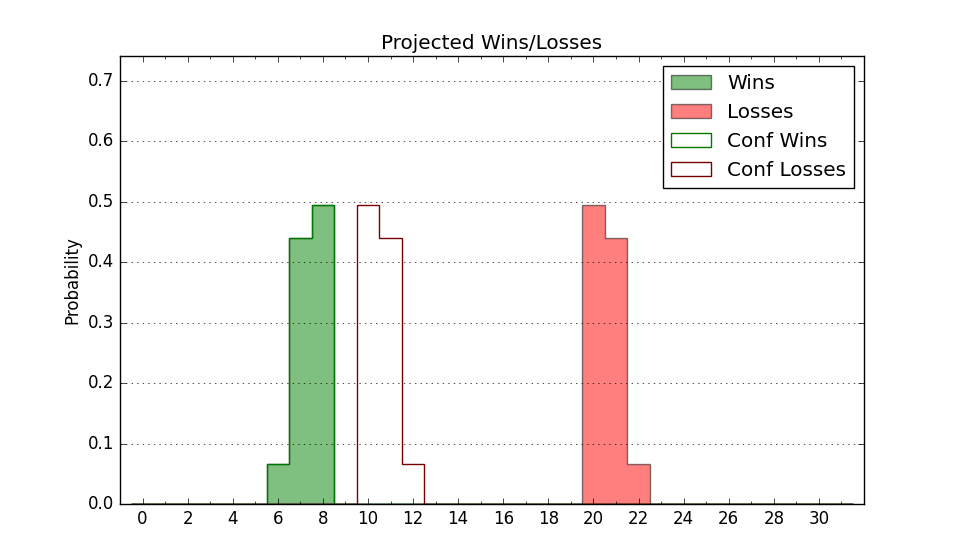 Projected Wins/Losses
Wins
Losses
Conf Wins
Conf Losses
Probability
0.7
0.6
0.5
0.4
0.3
0.2
0.1
0.0
0 2 4 6 8 10 12 14 16 18 20 22 24 26 28 30